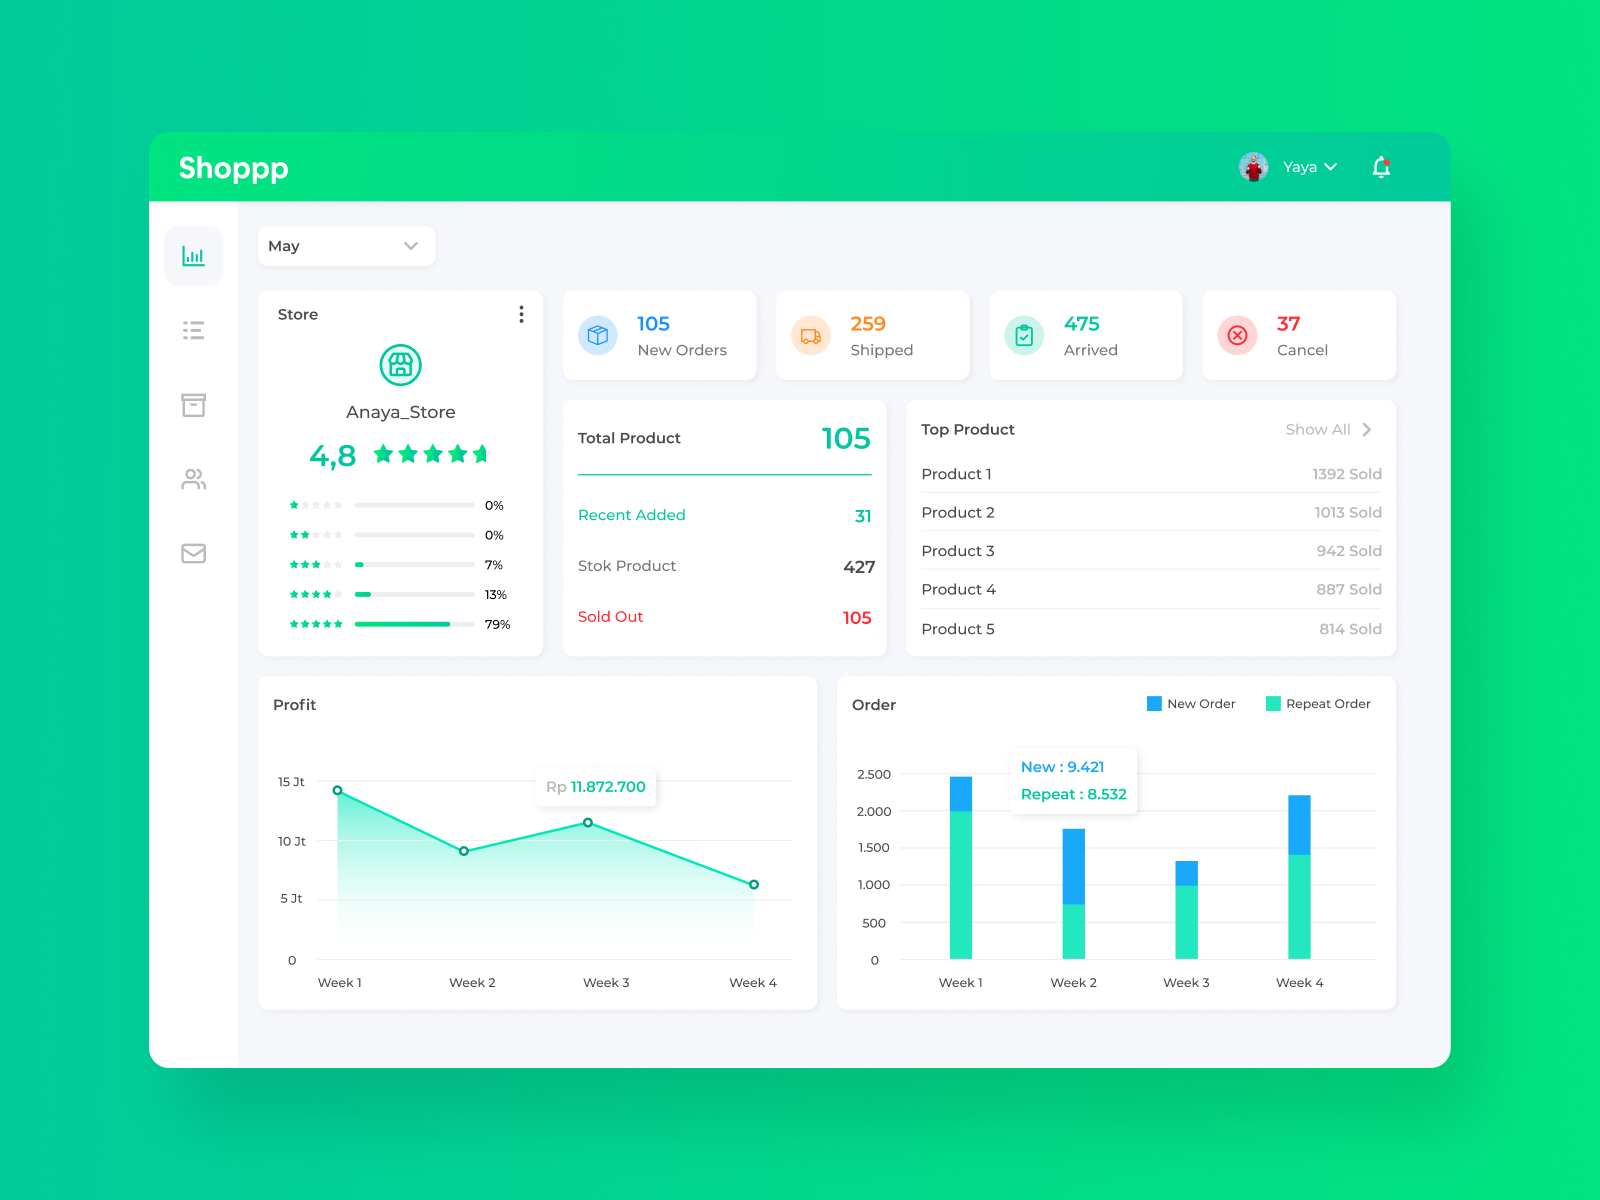 Shoppp
Yaya
May
Store
Anaya_Store
4,8
0%
0%
7%
13%
79%
105
New Orders
259
Shipped
475
Arrived
37
Cancel
Total Product 105
Recent Added 31
Stok Product 427
Sold Out 105
Top Product Show All
Product 1 1392 Sold
Product 2 1013 Sold
Product 3 942 Sold
Product 4 887 Sold
Product 5 814 Sold
Profit
Rp 11.872.700
15 Jt
10 Jt
5 Jt
0
Week 1 Week 2 Week 3 Week 4
Order New Order Repeat Order
New : 9.421
Repeat : 8.532
2.500
2.000
1.500
1.000
500
0
Week 1 Week 2 Week 3 Week 4